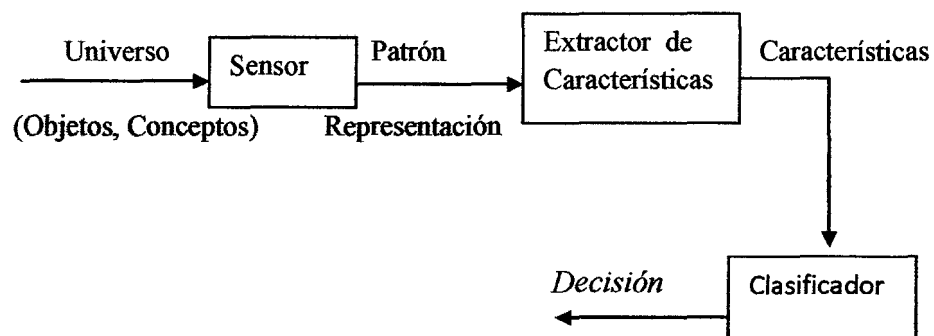 Universo
(Objetos, Conceptos)
Sensor
Patrón
Representación
Extractor de
Características
Características
Clasificador
Decisión